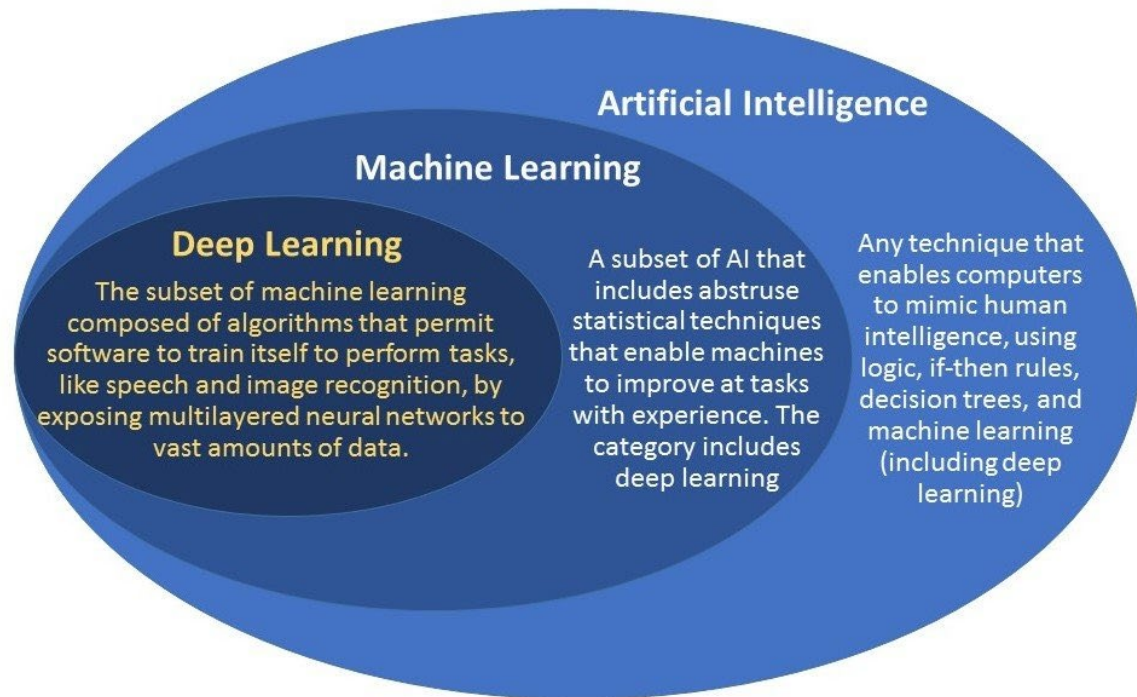 Artificial Intelligence
Machine Learning
Deep Learning
The subset of machine learning
composed of algorithms that permit
software to train itself to perform tasks,
like speech and image recognition, by
exposing multilayered neural networks to
vast amounts of data.
A subset of AI that
includes abstruse
statistical techniques
that enable machines
to improve at tasks
with experience. The
category includes
deep learning
Any technique that
enables computers
to mimic human
intelligence, using
logic, if-then rules,
decision trees, and
machine learning
(including deep
learning)